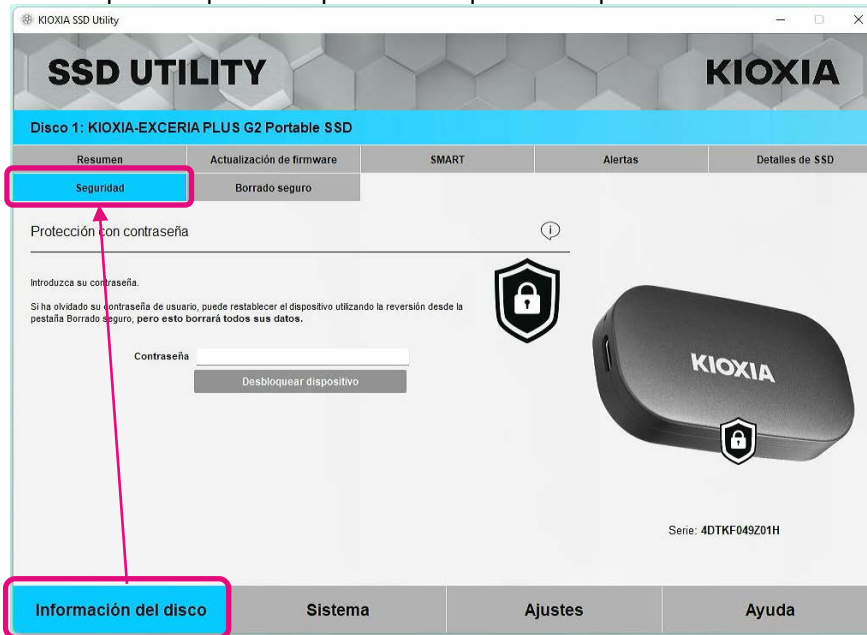 KIOXIA SSD Utility
SSD UTILITY
KIOXIA
Disco 1: KIOXIA-EXCERIA PLUS G2 Portable SSD
Resumen
Actualización de firmware
SMART
Alertas
Detalles de SSD
Seguridad
Borrado seguro
Protección con contraseña
Introduzca su contraseña.
Si ha olvidado su contraseña de usuario, puede restablecer el dispositivo utilizando la reversión desde la
pestaña Borrado seguro, pero esto borrará todos sus datos.
Contraseña
Desbloquear dispositivo
KIOXIA
Serie: 4DTKF049Z01H
Información del disco
Sistema
Ajustes
Ayuda